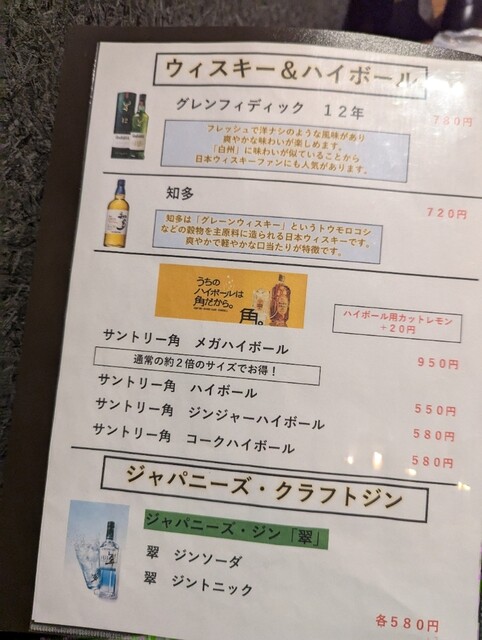 ウィスキー＆ハイボール
グレンフィディック　１２年
780円
フレッシュで洋ナシのような風味があり
爽やかな味わいが楽しめます。
「白州」に味わいが似ていることから
日本ウィスキーファンにも人気があります。
知多
720円
知多は「グレーンウィスキー」というトウモロコシ
などの穀物を主原料に造られる日本ウィスキーです。
爽やかで軽やかな口当たりが特徴です。
うちの
ハイボールは
角だから。
角。
ハイボール用カットレモン
＋20円
サントリー角　メガハイボール
950円
通常の約２倍のサイズでお得！
サントリー角　ハイボール
550円
サントリー角　ジンジャーハイボール
580円
サントリー角　コークハイボール
580円
ジャパニーズ・クラフトジン
ジャパニーズ・ジン「翠」
翠　ジンソーダ
翠　ジントニック
各580円